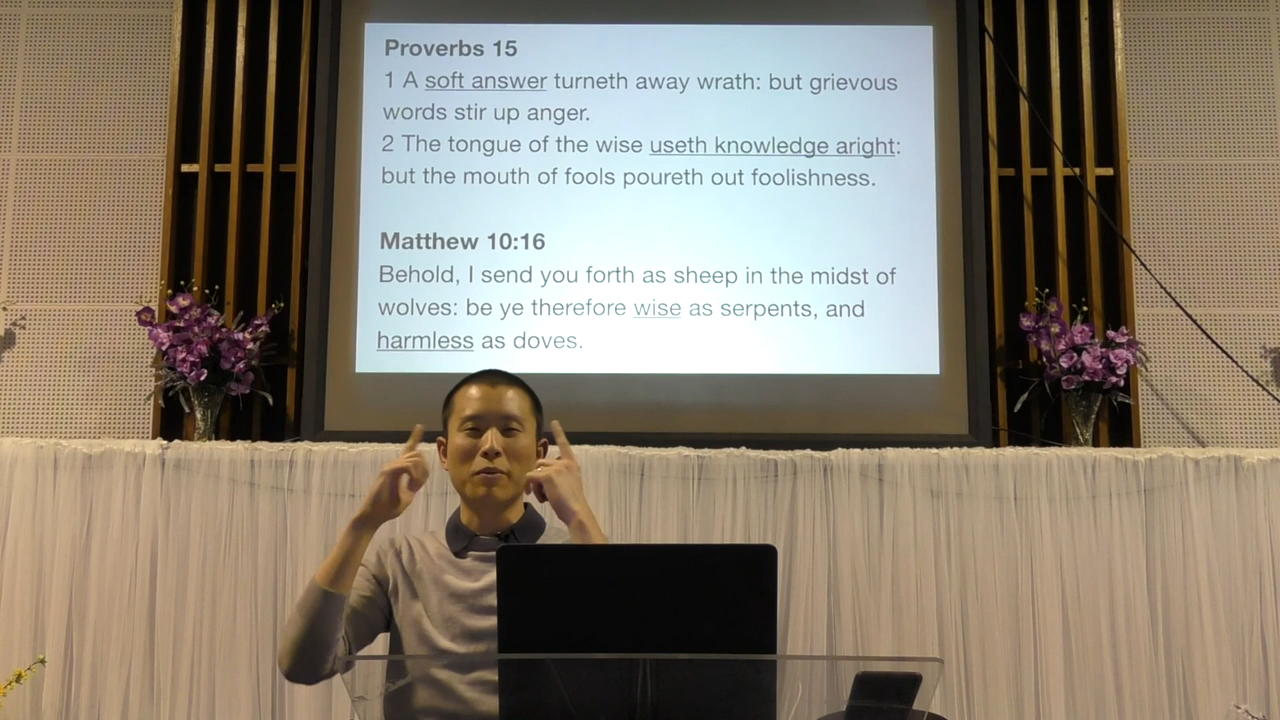 Proverbs 15
1 A soft answer turneth away wrath: but grievous
words stir up anger.
2 The tongue of the wise useth knowledge aright:
but the mouth of fools poureth out foolishness.
Matthew 10:16
Behold, I send you forth as sheep in the midst of
wolves: be ye therefore wise as serpents, and
harmless as doves.